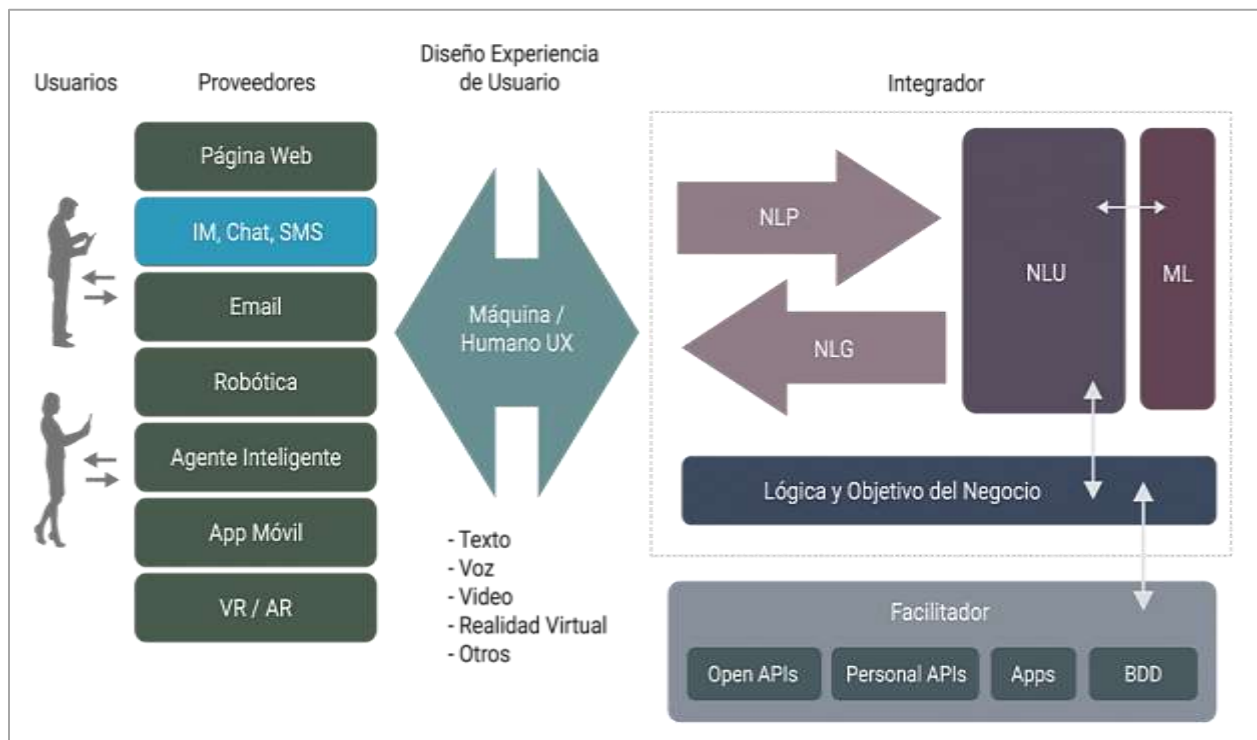 Usuarios
Proveedores
Diseño Experiencia
de Usuario
Integrador
Página Web
IM, Chat, SMS
Email
Robótica
Agente Inteligente
App Móvil
VR / AR
Máquina /
Humano UX
- Texto
- Voz
- Video
- Realidad Virtual
- Otros
NLP
NLG
NLU
ML
Lógica y Objetivo del Negocio
Facilitador
Open APIs
Personal APIs
Apps
BDD